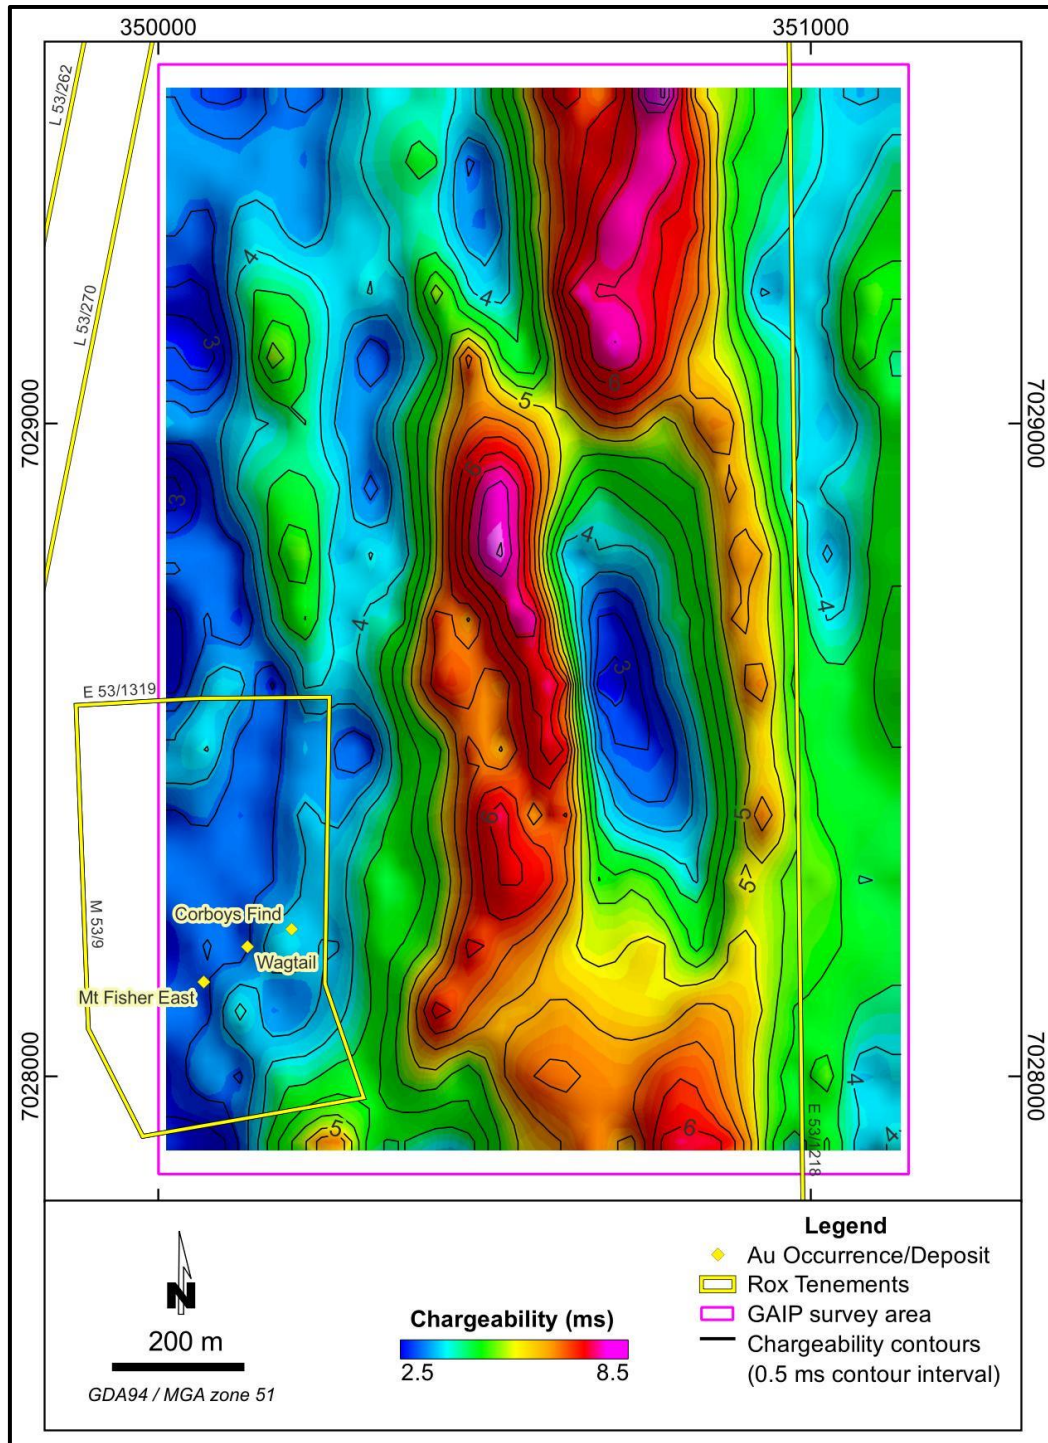 350000
351000
L 53/262
L 53/270
4
3
4
6
5
7029000
7029000
6
3
4
4
4
3
E 53/1319
5
6
5
M 53/9
Corboys Find
Wagtail
Mt Fisher East
7028000
7028000
4
5
6
4
E 53/1218
Legend
Au Occurrence/Deposit
Rox Tenements
GAIP survey area
Chargeability contours
(0.5 ms contour interval)
N
200 m
GDA94 / MGA zone 51
Chargeability (ms)
2.5
8.5